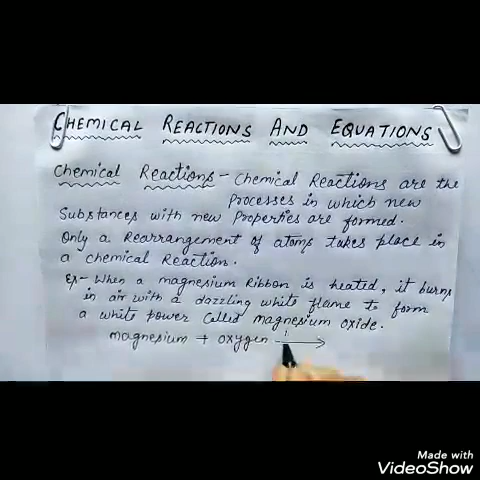 CHEMICAL REACTIONS AND EQUATIONS
Chemical Reactions - Chemical Reactions are the
Processes in which new
Substances with new Properties are formed.
Only a Rearrangement of atoms takes place in
a chemical Reaction.
Ex - When a magnesium Ribbon is heated, it burns
in air with a dazzling white flame to form
a white power called magnesium oxide.
magnesium + oxygen →
Made with
VideoShow